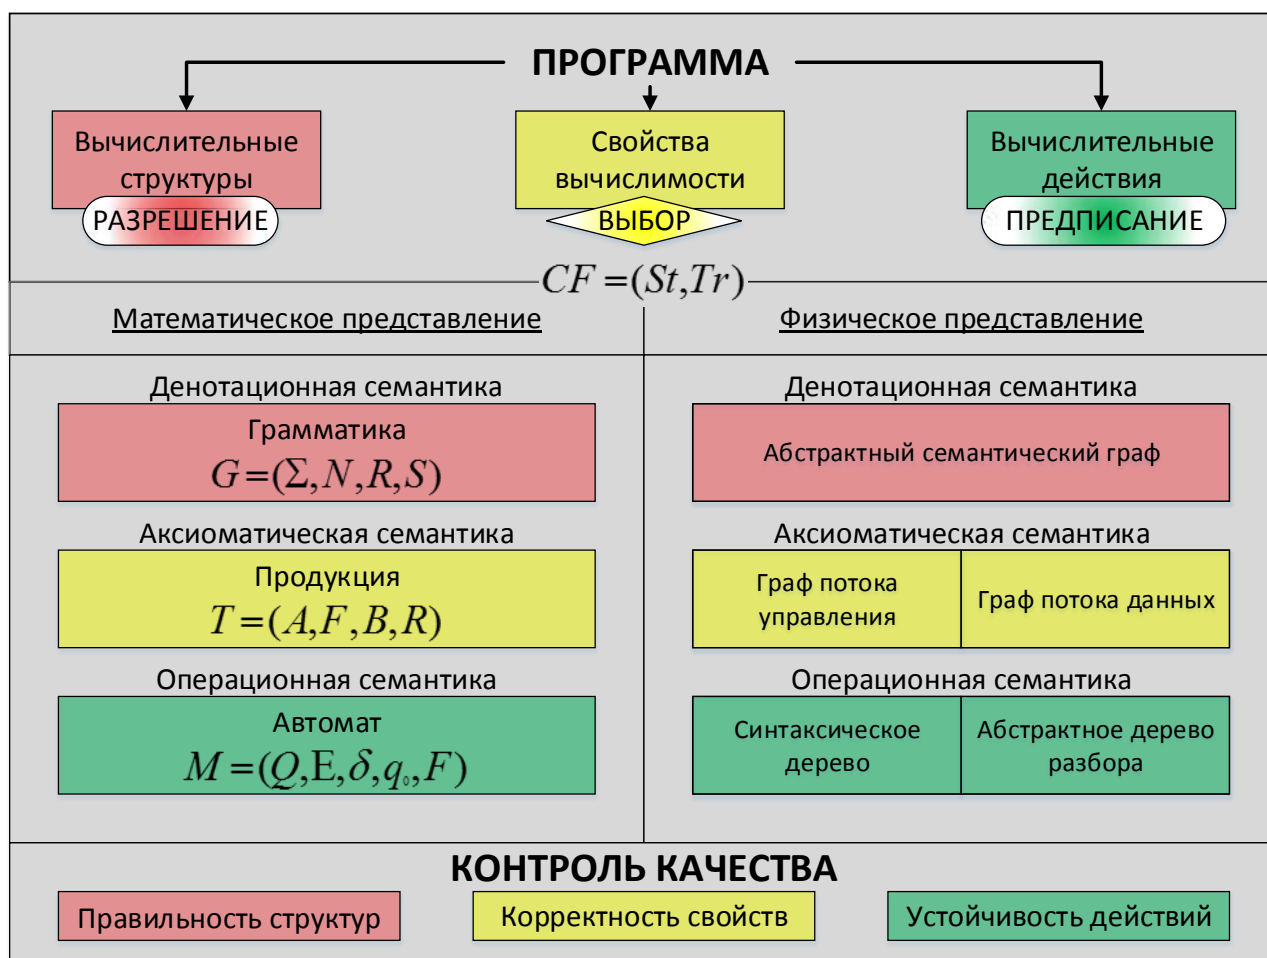 ПРОГРАММА
Вычислительные
структуры
РАЗРЕШЕНИЕ
Свойства
вычислимости
ВЫБОР
Вычислительные
действия
ПРЕДПИСАНИЕ
CF=(St,Tr)
Математическое представление
Физическое представление
Денотационная семантика
Грамматика
G=(Σ,N,R,S)
Аксиоматическая семантика
Продукция
T=(A,F,B,R)
Операционная семантика
Автомат
M=(Q,Е,δ,q₀,F)
Денотационная семантика
Абстрактный семантический граф
Аксиоматическая семантика
Граф потока
управления
Граф потока данных
Операционная семантика
Синтаксическое
дерево
Абстрактное дерево
разбора
КОНТРОЛЬ КАЧЕСТВА
Правильность структур
Корректность свойств
Устойчивость действий